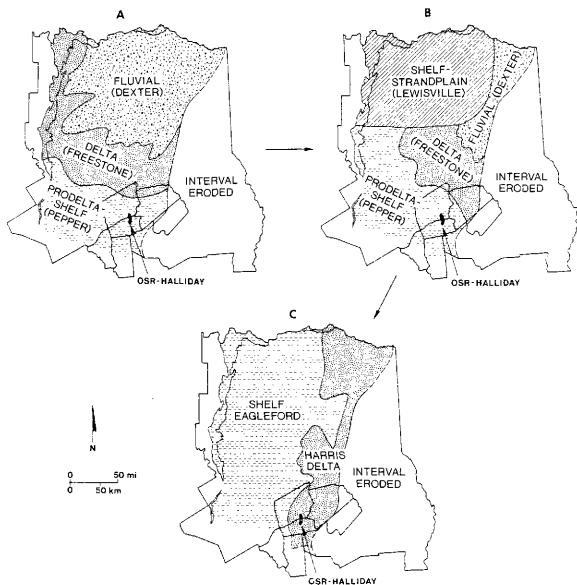 A
FLUVIAL
(DEXTER)
DELTA
(FREESTONE)
PRODELTA-
SHELF
(PEPPER)
INTERVAL
ERODED
OSR-HALLIDAY
B
SHELF-
STRANDPLAIN
(LEWISVILLE)
FLUVIAL (DEXTER)
DELTA
(FREESTONE)
PRODELTA-
SHELF
(PEPPER)
INTERVAL
ERODED
OSR-HALLIDAY
C
SHELF
EAGLEFORD
HARRIS
DELTA
INTERVAL
ERODED
OSR-HALLIDAY
N
0 50 mi
0 50 km